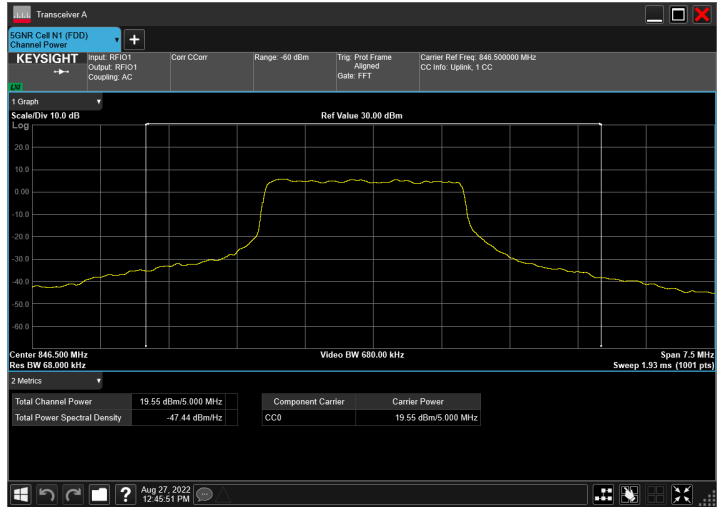 Transceiver A
5GNR Cell N1 (FDD)
Channel Power
KEYSIGHT
LXI
Input: RFIO1
Output: RFIO1
Coupling: AC
Corr CCorr
Range: -60 dBm
Trig: Prot Frame
Aligned
Gate: FFT
Carrier Ref Freq: 846.500000 MHz
CC Info: Uplink, 1 CC
1 Graph
Scale/Div 10.0 dB
Ref Value 30.00 dBm
Log
20.0
10.0
0.00
-10.0
-20.0
-30.0
-40.0
-50.0
-60.0
Center 846.500 MHz
Video BW 680.00 kHz
Span 7.5 MHz
Res BW 68.000 kHz
Sweep 1.93 ms (1001 pts)
2 Metrics
Total Channel Power 19.55 dBm/5.000 MHz
Total Power Spectral Density -47.44 dBm/Hz
Component Carrier Carrier Power
CC0 19.55 dBm/5.000 MHz
Aug 27, 2022
12:45:51 PM